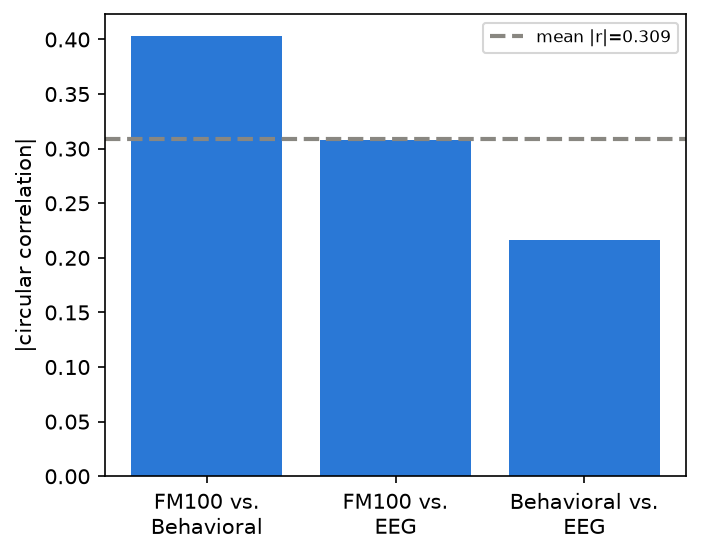 mean |r|=0.309
|circular correlation|
0.40
0.35
0.30
0.25
0.20
0.15
0.10
0.05
0.00
FM100 vs.
Behavioral
FM100 vs.
EEG
Behavioral vs.
EEG